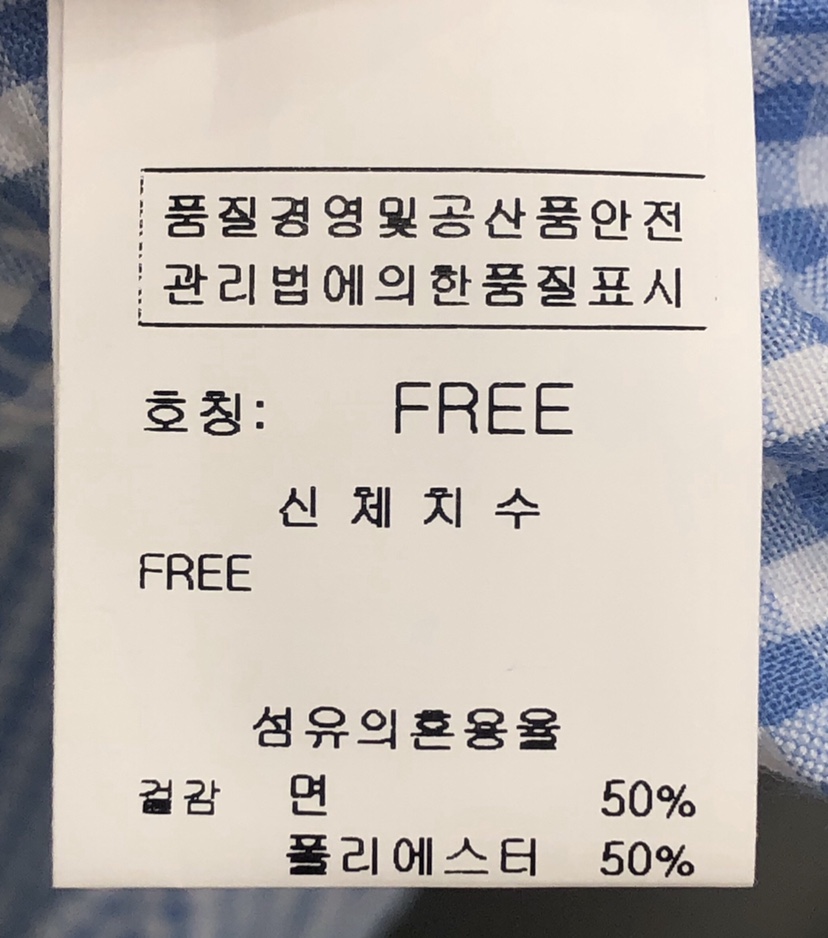 품질경영및공산품안전
관리법에의한품질표시
호칭: FREE
신 체 치 수
FREE
섬유의혼용율
겉감 면 50%
폴리에스터 50%